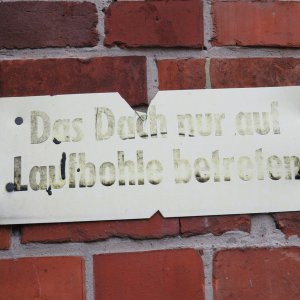 Das Dach nur auf
Laufbohle betreten